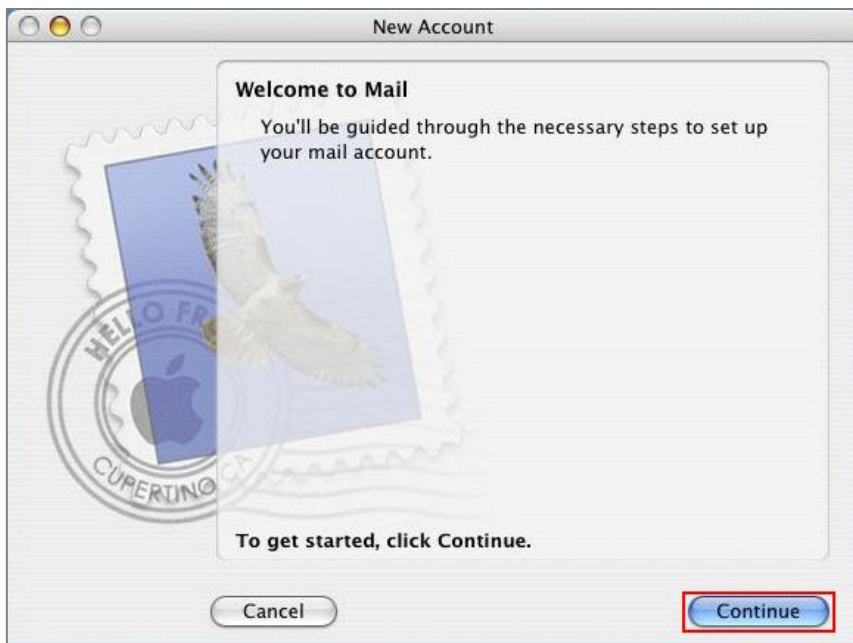 New Account
Welcome to Mail
You'll be guided through the necessary steps to set up
your mail account.
HELLO FR
CUPERTINO CA
To get started, click Continue.
Cancel
Continue